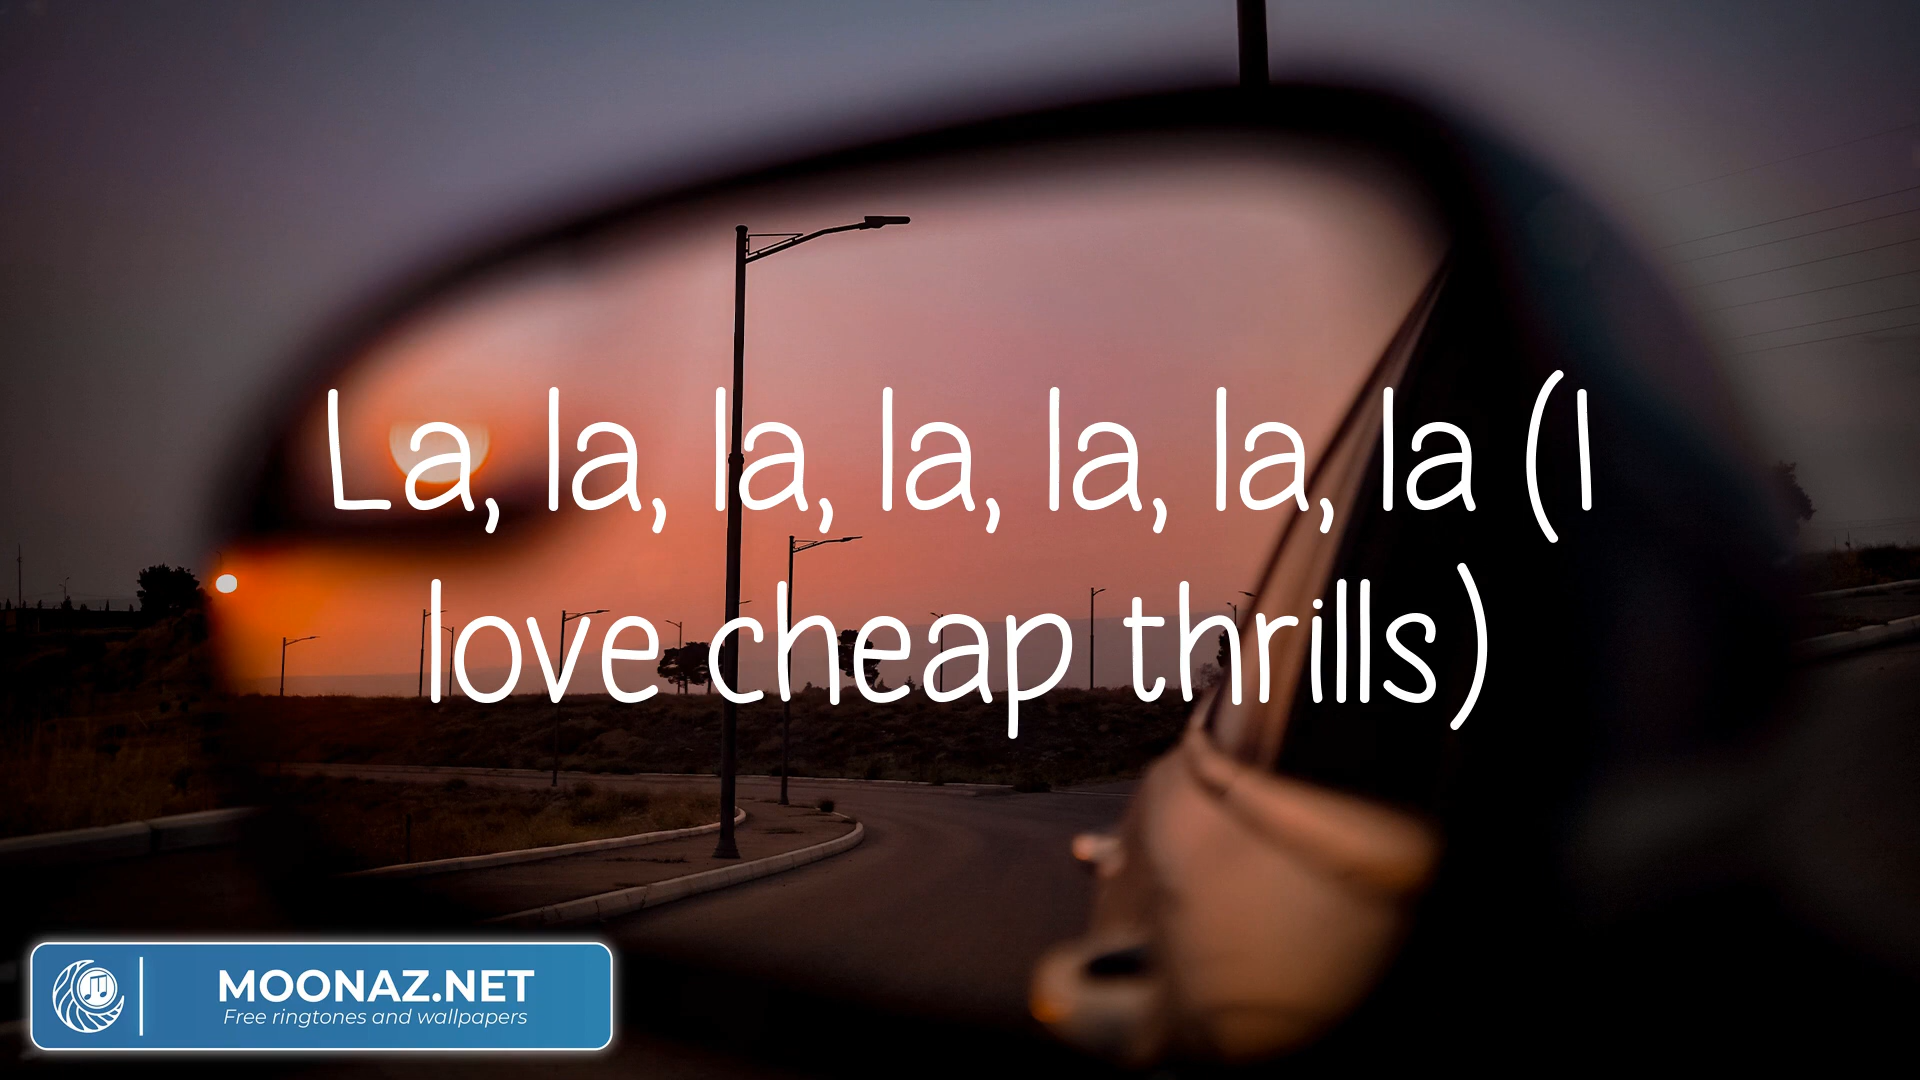 La, la, la, la, la, la, la (I
love cheap thrills)
MOONAZ.NET
Free ringtones and wallpapers